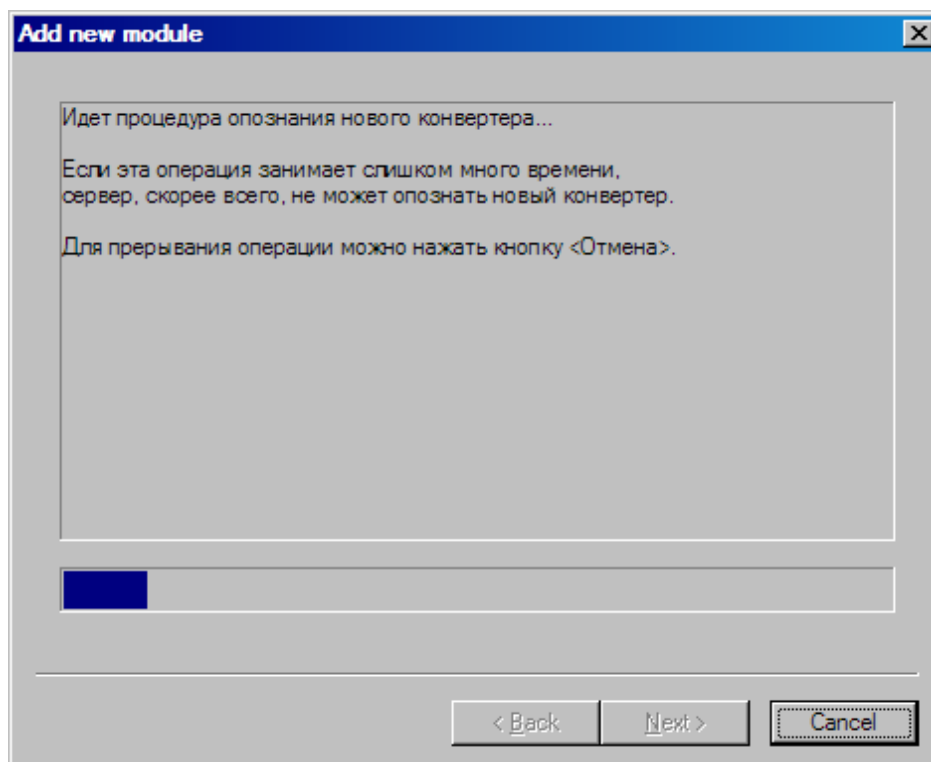 Add new module
Идет процедура опознания нового конвертера...
Если эта операция занимает слишком много времени,
сервер, скорее всего, не может опознать новый конвертер.
Для прерывания операции можно нажать кнопку <Отмена>.
< Back
Next >
Cancel